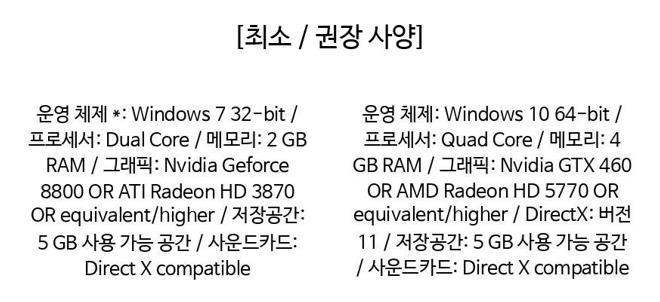 [최소 / 권장 사양]
운영 체제 *: Windows 7 32-bit /
프로세서: Dual Core / 메모리: 2 GB
RAM / 그래픽: Nvidia Geforce
8800 OR ATI Radeon HD 3870
OR equivalent/higher / 저장공간:
5 GB 사용 가능 공간 / 사운드카드:
Direct X compatible
운영 체제: Windows 10 64-bit /
프로세서: Quad Core / 메모리: 4
GB RAM / 그래픽: Nvidia GTX 460
OR AMD Radeon HD 5770 OR
equivalent/higher / DirectX: 버전
11 / 저장공간: 5 GB 사용 가능 공간
/ 사운드카드: Direct X compatible